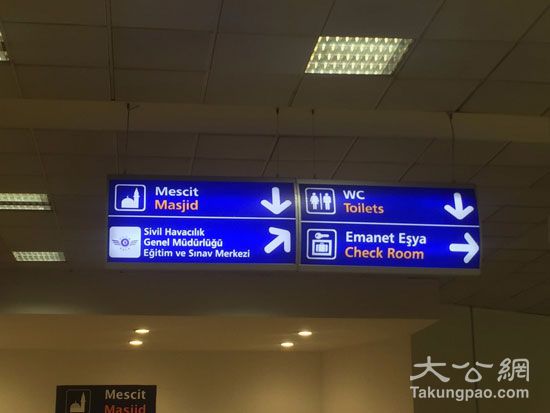 Mescit
Masjid
Sivil Havacılık
Genel Müdürlüğü
Eğitim ve Sınav Merkezi
WC
Toilets
Emanet Eşya
Check Room
Mescit
Masjid
大公網
Takungpao.com